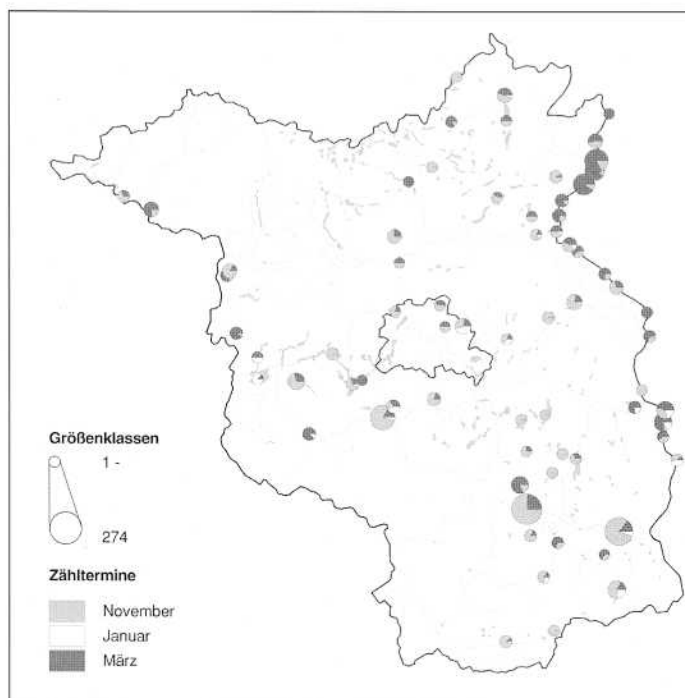 Größenklassen
1 -
274
Zähltermine
November
Januar
März